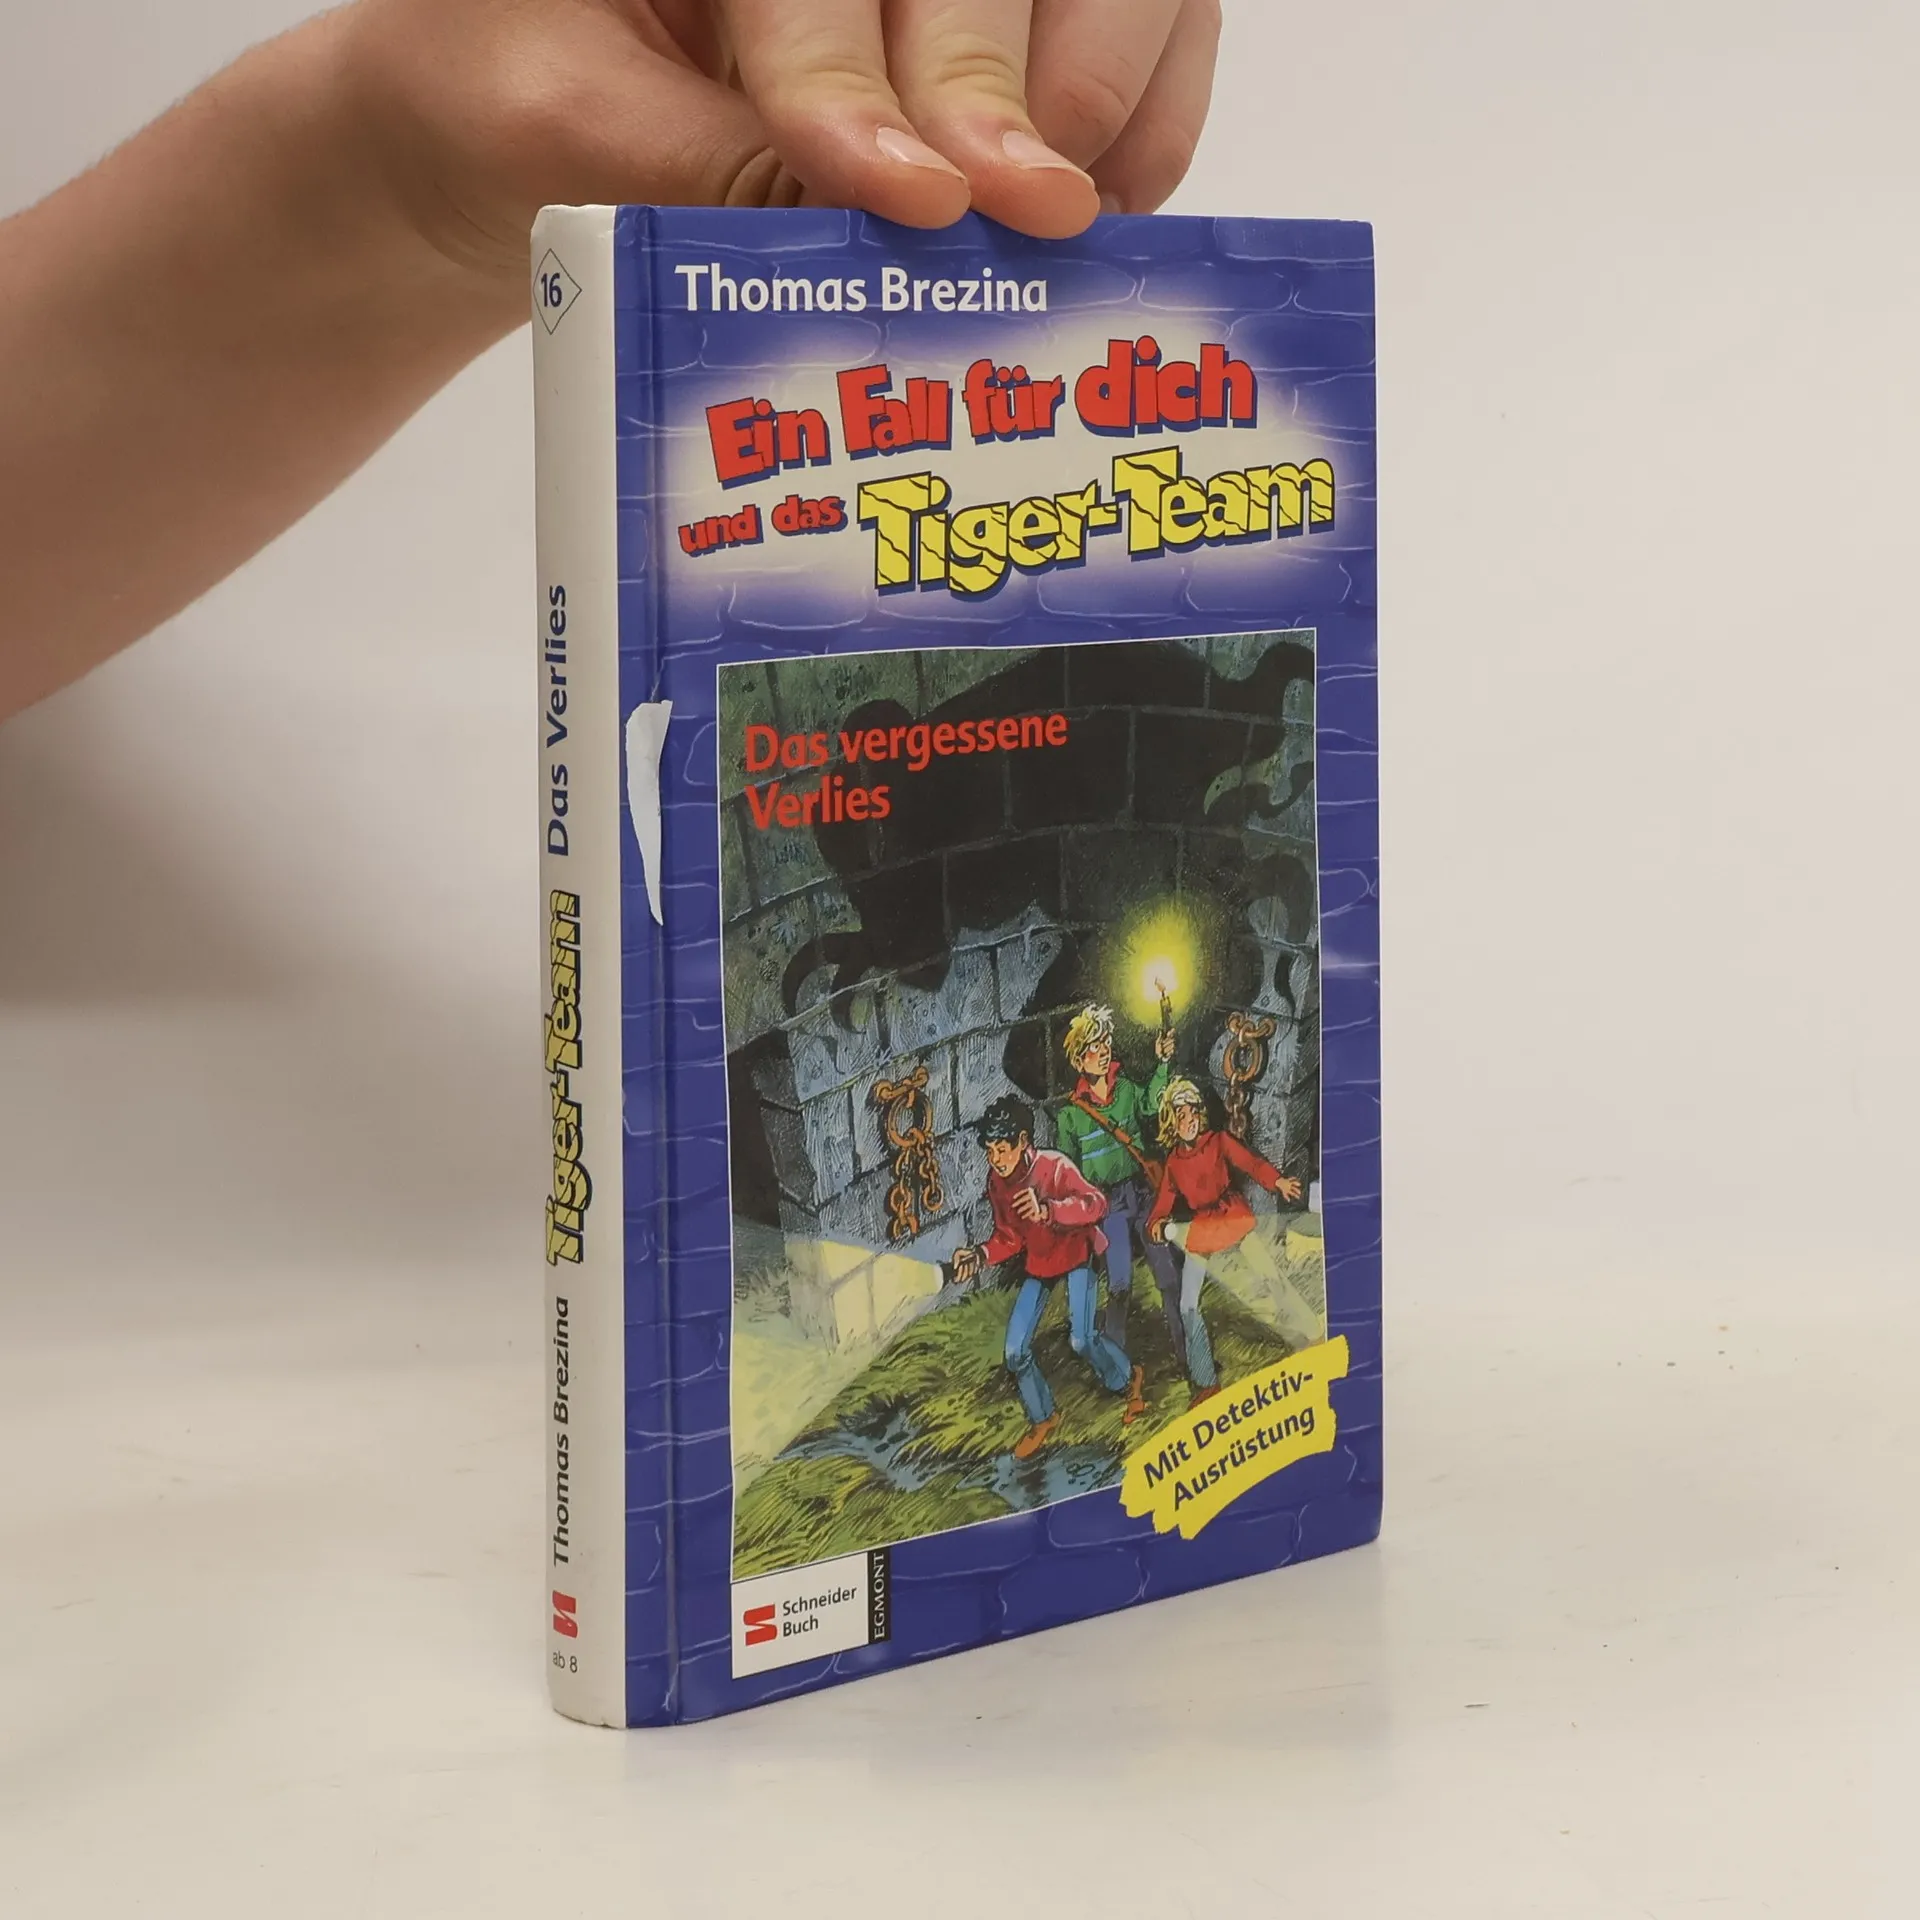 16
Das Verlies
Tiger-Team
Thomas Brezina
ab 8
Thomas Brezina
Ein Fall für dich
und das Tiger-Team
Das vergessene
Verlies
Mit Detektiv-
Ausrüstung
Schneider
Buch
EGMONT